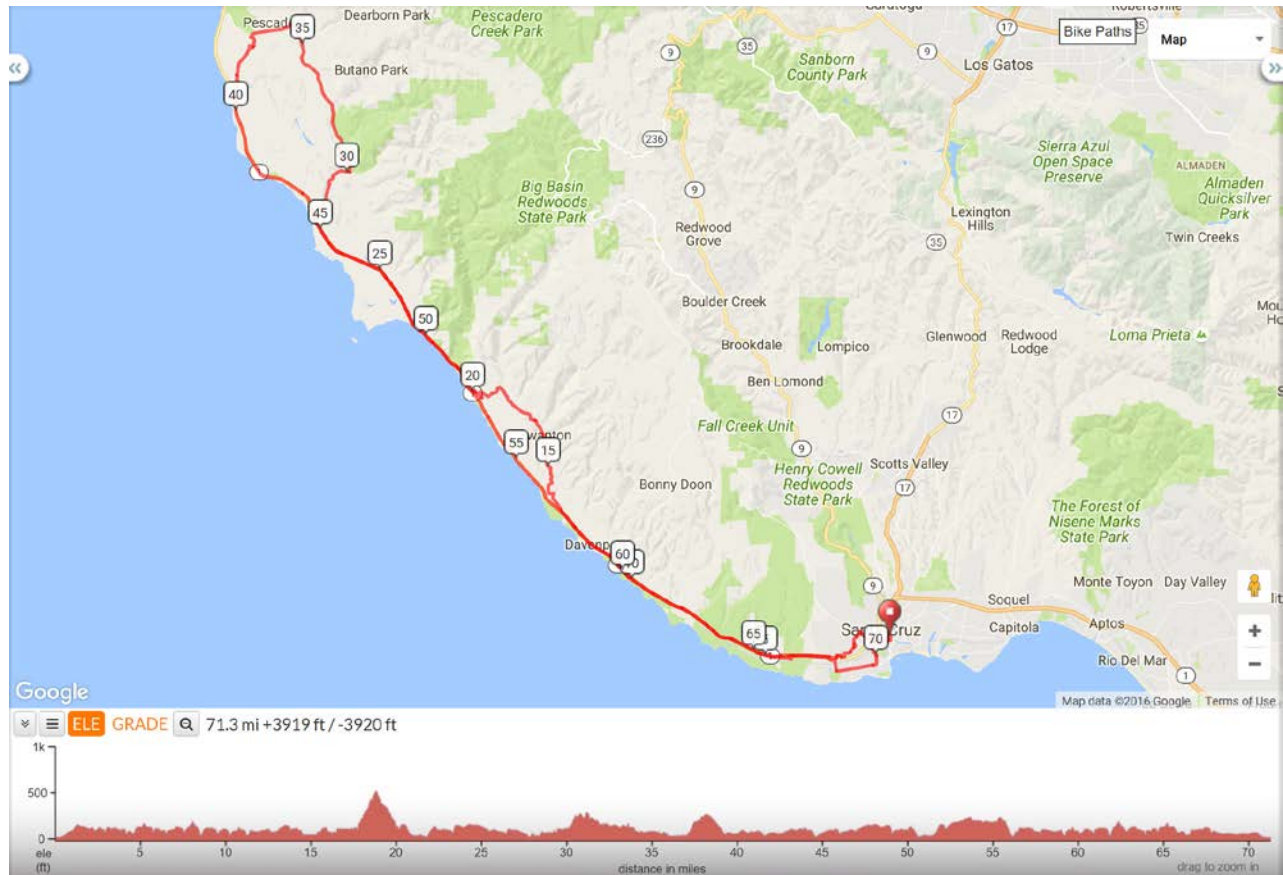 Pescad
35
Dearborn Park
Pescadero
Creek Park
Saratoga
9
35
9
Sanborn
County Park
17
Los Gatos
Bike Paths
35
Map
Butano Park
40
236
30
9
Sierra Azul
Open Space
Preserve
ALMADEN
Almaden
Quicksilver
Park
Big Basin
Redwoods
State Park
45
Redwood
Grove
Lexington
Hills
35
Twin Creeks
25
Boulder Creek
50
Brookdale
Lompico
Glenwood
Redwood
Lodge
Loma Prieta
20
Ben Lomond
17
Fall Creek Unit
55
wanton
15
9
Henry Cowell
Redwoods
State Park
Scotts Valley
17
Bonny Doon
The Forest of
Nisene Marks
State Park
Davenp
60
9
Monte Toyon
Day Valley
Soquel
Capitola
Aptos
65
70
Cruz
Rio Del Mar
1
Google
Map data ©2016 Google
Terms of Use
ELE
GRADE
71.3 mi +3919 ft / -3920 ft
1k
500
0
ele
(ft)
5
10
15
20
25
30
35
40
45
50
55
60
65
70
distance in miles
drag to zoom in